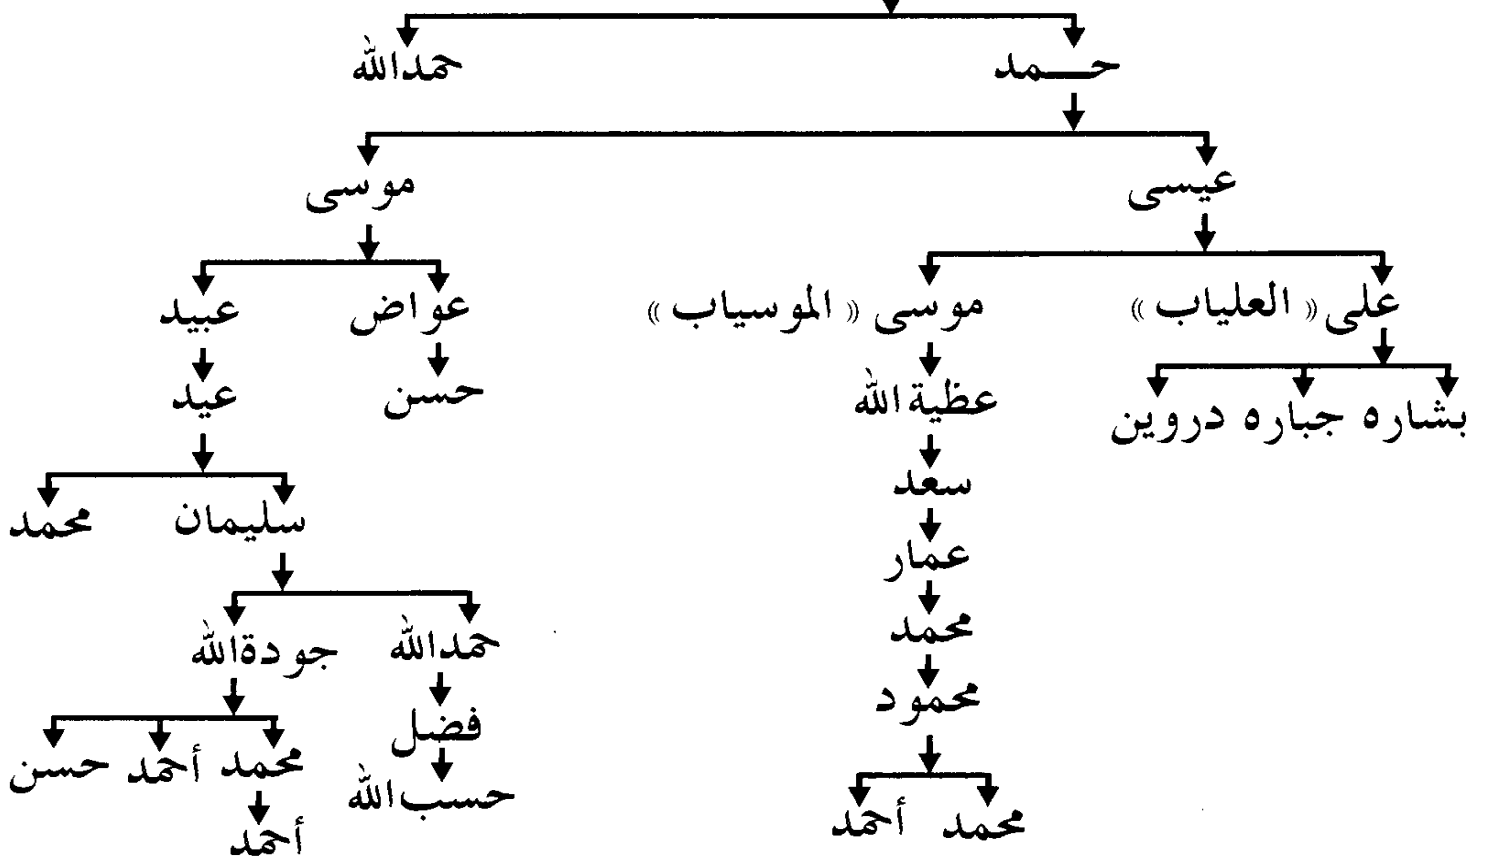 حـــمد حمدالله
عيسى موسى
على « العلياب » موسى « الموسياب » عواض عبيد
بشاره جباره دروين عظية الله حسن عيد
سعد
سليمان محمد
عمار
محمد حمدالله جودةالله
محمود فضل
محمد أحمد حسن
حسب الله
محمد أحمد أحمد